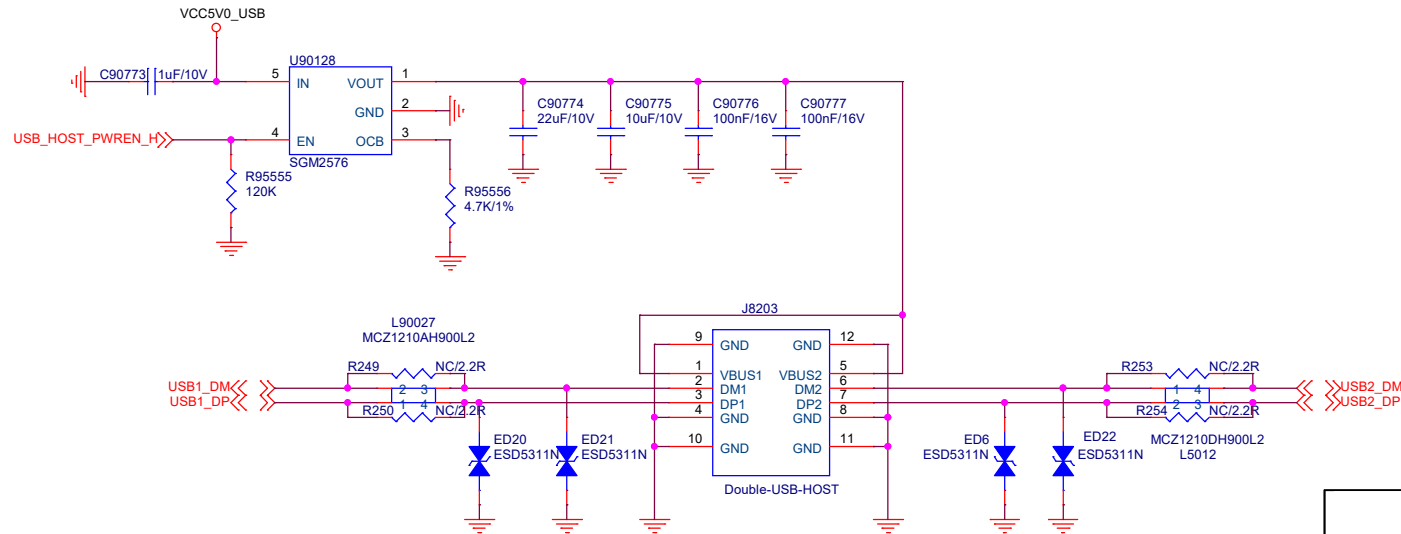 VCC5V0_USB
C90773 1uF/10V
U90128
5 IN VOUT 1
GND 2
4 EN OCB 3
SGM2576
USB_HOST_PWREN_H
R95555
120K
R95556
4.7K/1%
C90774
22uF/10V
C90775
10uF/10V
C90776
100nF/16V
C90777
100nF/16V
L90027
MCZ1210AH900L2
R249 NC/2.2R
USB1_DM 2 3
USB1_DP 1 4
R250 NC/2.2R
ED20
ESD5311N
ED21
ESD5311N
J8203
9 GND GND 12
1 VBUS1 VBUS2 5
2 DM1 DM2 6
3 DP1 DP2 7
4 GND GND 8
10 GND GND 11
Double-USB-HOST
ED6
ESD5311N
ED22
ESD5311N
R253 NC/2.2R
1 4 USB2_DM
2 3 USB2_DP
R254 NC/2.2R
MCZ1210DH900L2
L5012